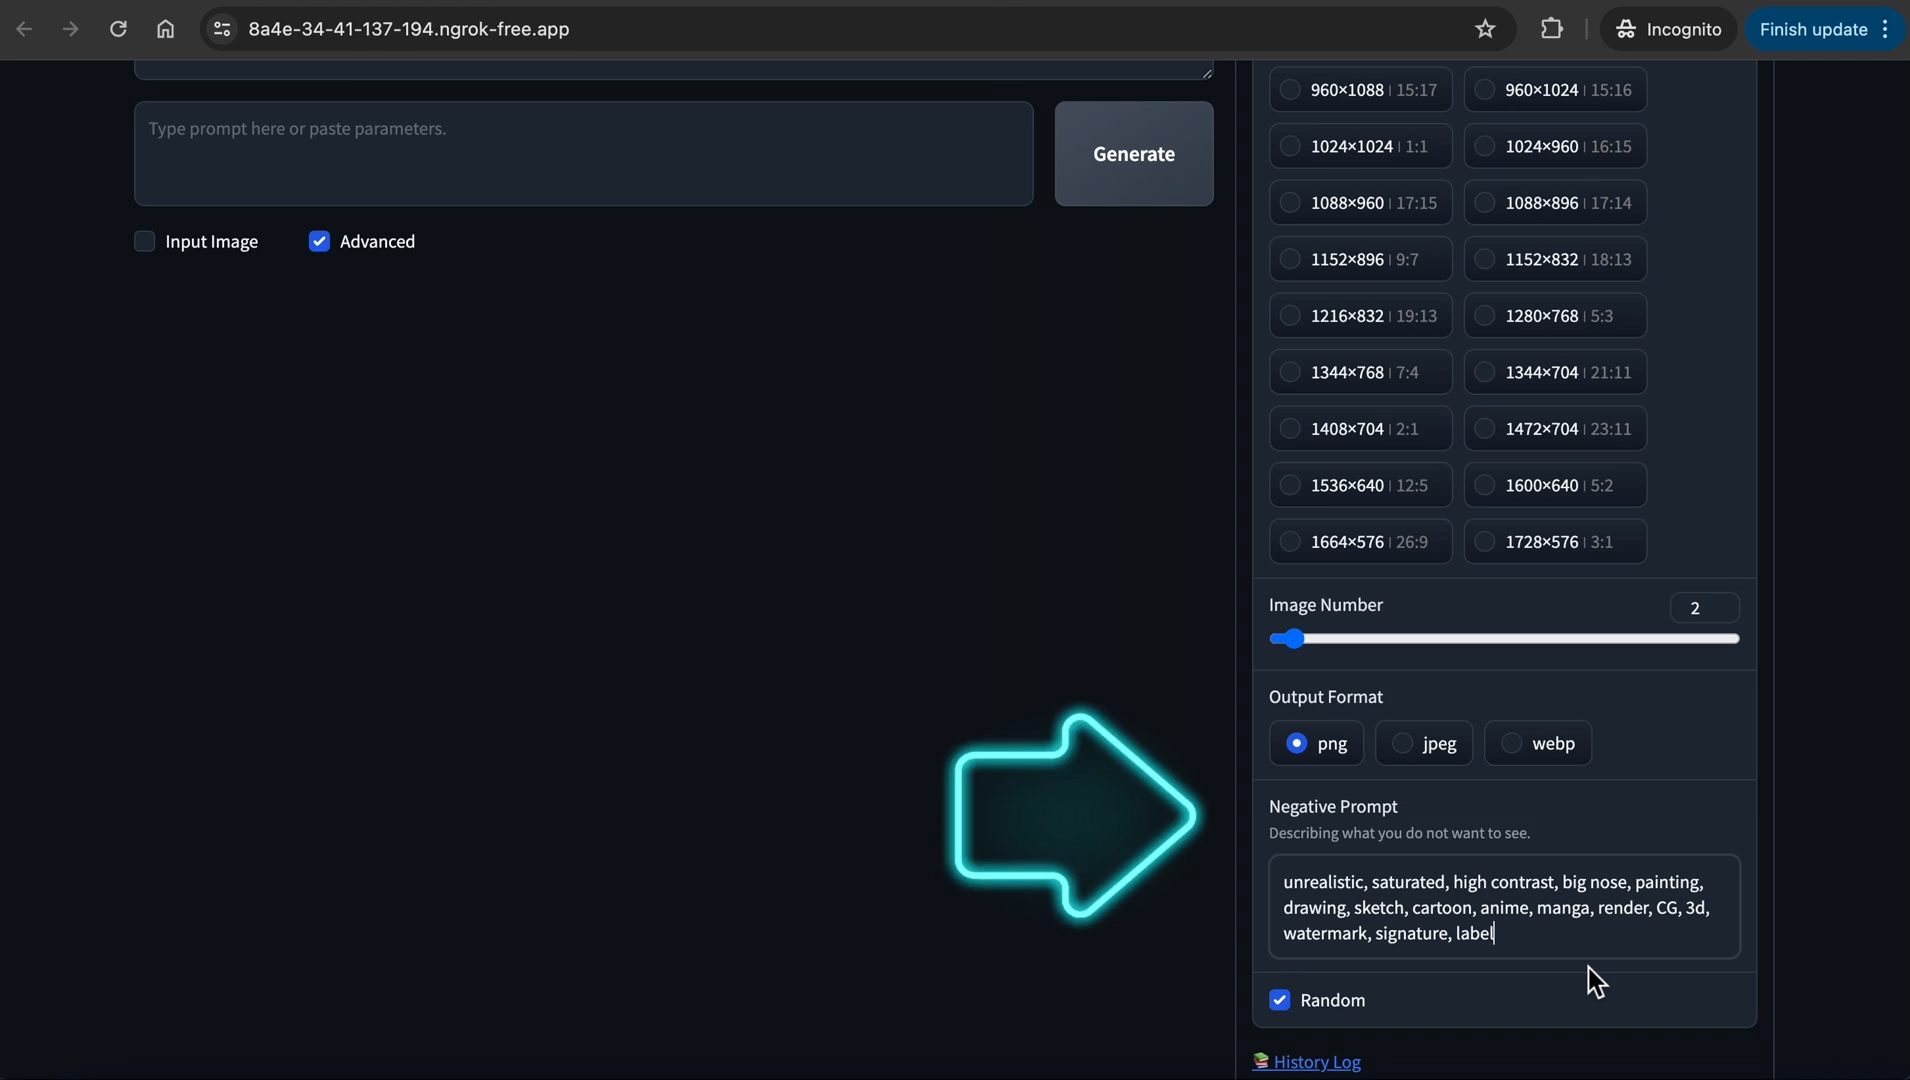 8a4e-34-41-137-194.ngrok-free.app
Incognito
Finish update
Type prompt here or paste parameters.
Generate
Input Image
Advanced
960×1088 | 15:17
960×1024 | 15:16
1024×1024 | 1:1
1024×960 | 16:15
1088×960 | 17:15
1088×896 | 17:14
1152×896 | 9:7
1152×832 | 18:13
1216×832 | 19:13
1280×768 | 5:3
1344×768 | 7:4
1344×704 | 21:11
1408×704 | 2:1
1472×704 | 23:11
1536×640 | 12:5
1600×640 | 5:2
1664×576 | 26:9
1728×576 | 3:1
Image Number
2
Output Format
png
jpeg
webp
Negative Prompt
Describing what you do not want to see.
unrealistic, saturated, high contrast, big nose, painting,
drawing, sketch, cartoon, anime, manga, render, CG, 3d,
watermark, signature, label
Random
📚 History Log